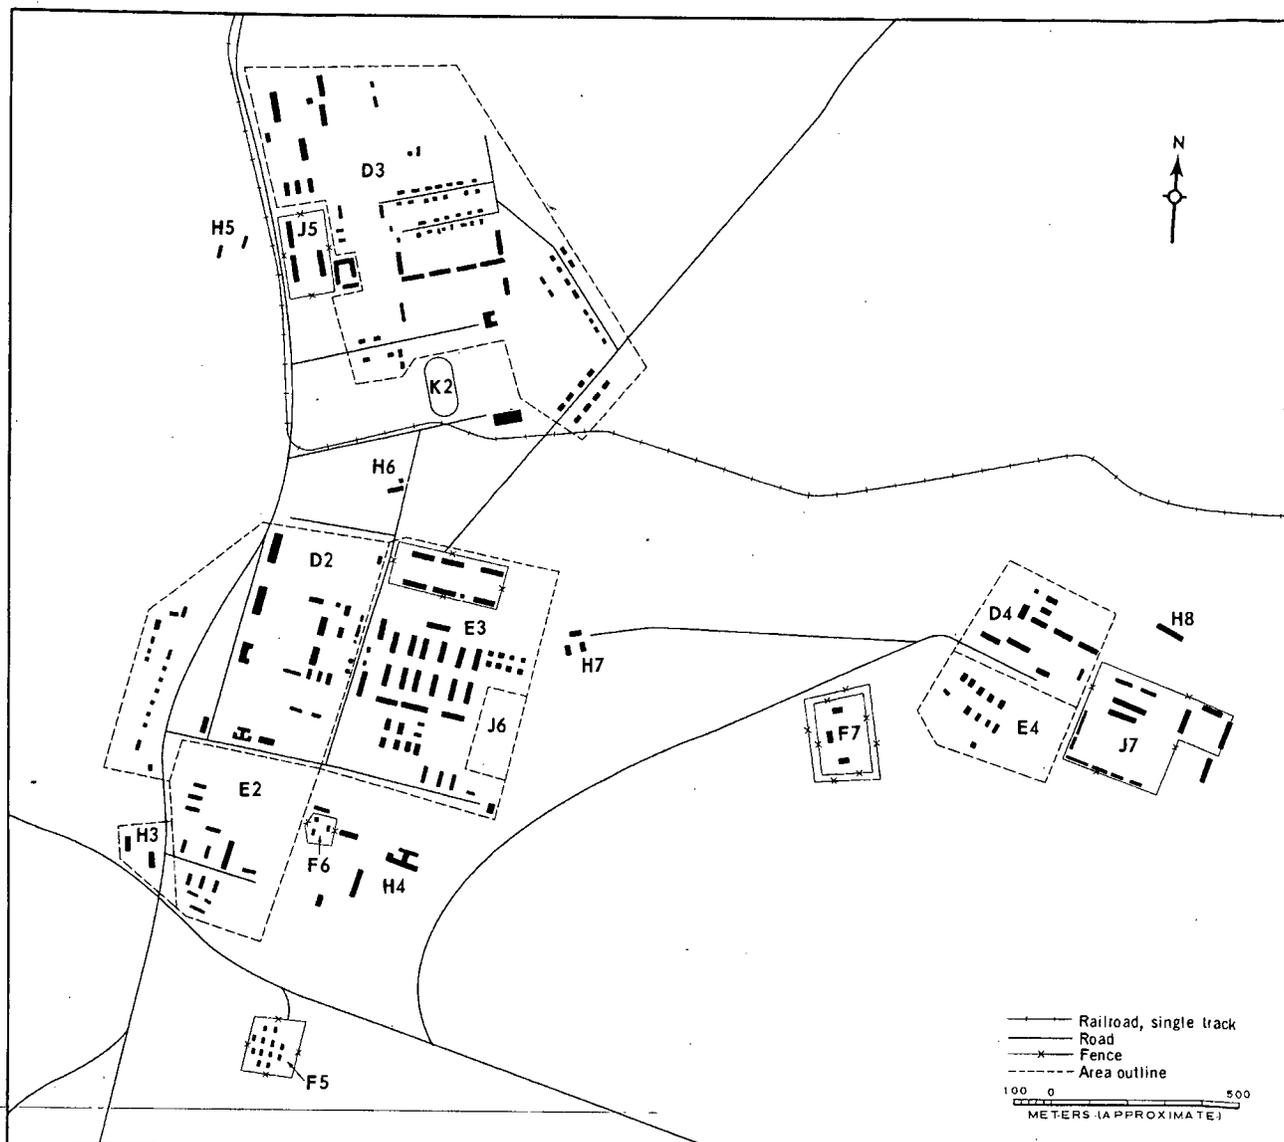 N
D3
H5
J5
K2
H6
D2
E3
H7
D4
H8
J6
F7
E4
J7
E2
H3
F6
H4
F5
Railroad, single track
Road
Fence
Area outline
100 0 500
METERS (APPROXIMATE)